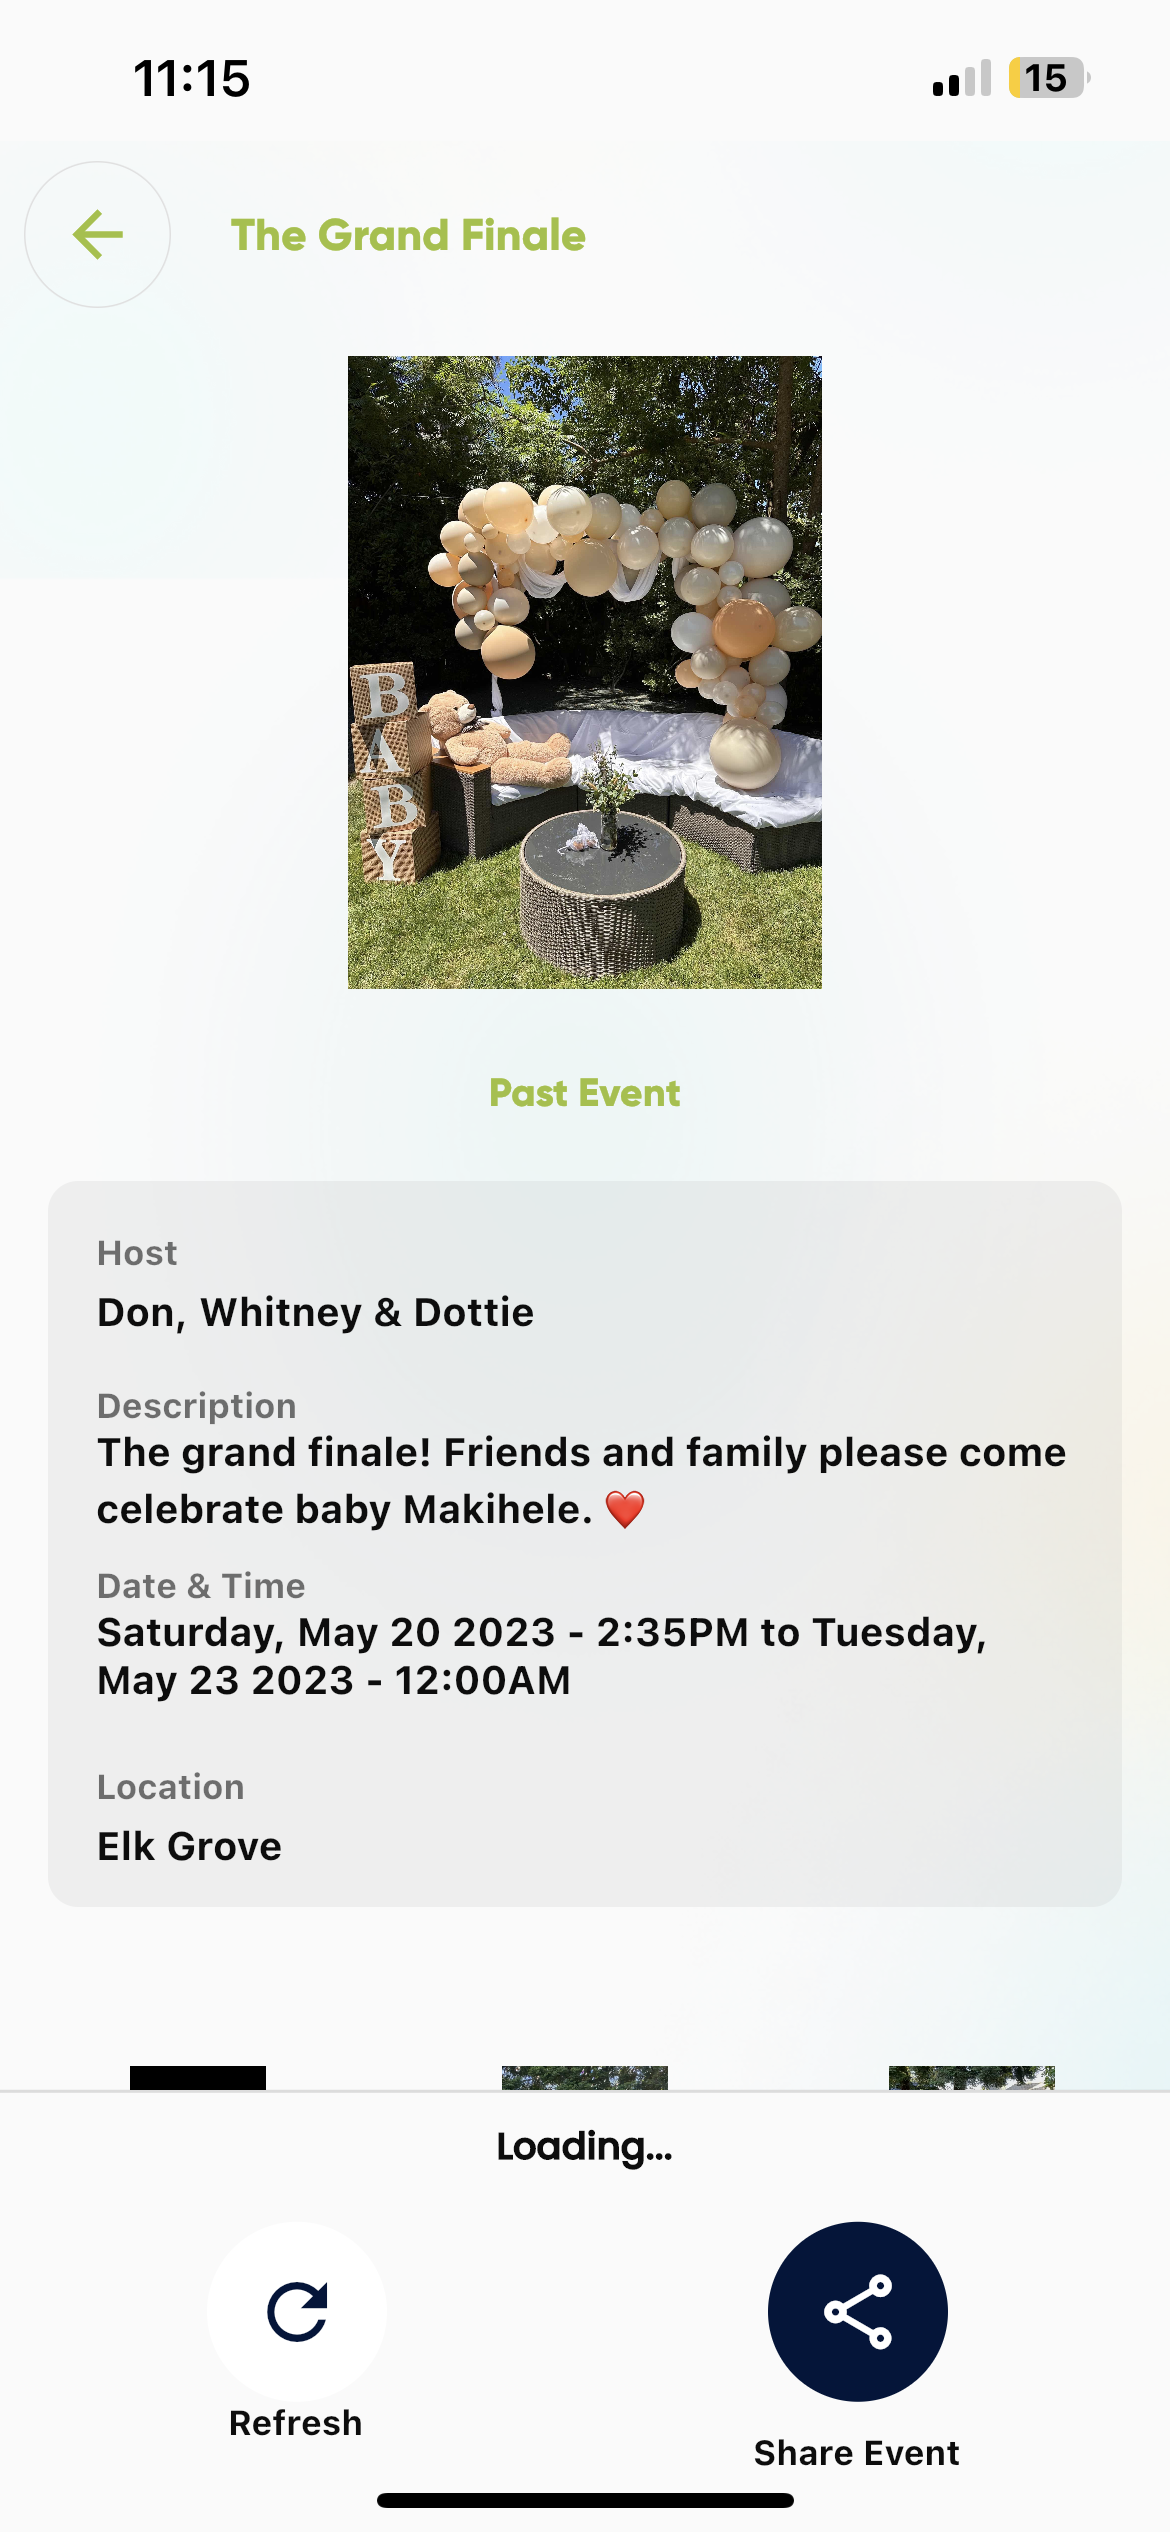 11:15
15
The Grand Finale
B
A
B
Y
Past Event
Host
Don, Whitney & Dottie
Description
The grand finale! Friends and family please come
celebrate baby Makihele. ❤️
Date & Time
Saturday, May 20 2023 - 2:35PM to Tuesday,
May 23 2023 - 12:00AM
Location
Elk Grove
Loading...
Refresh
Share Event